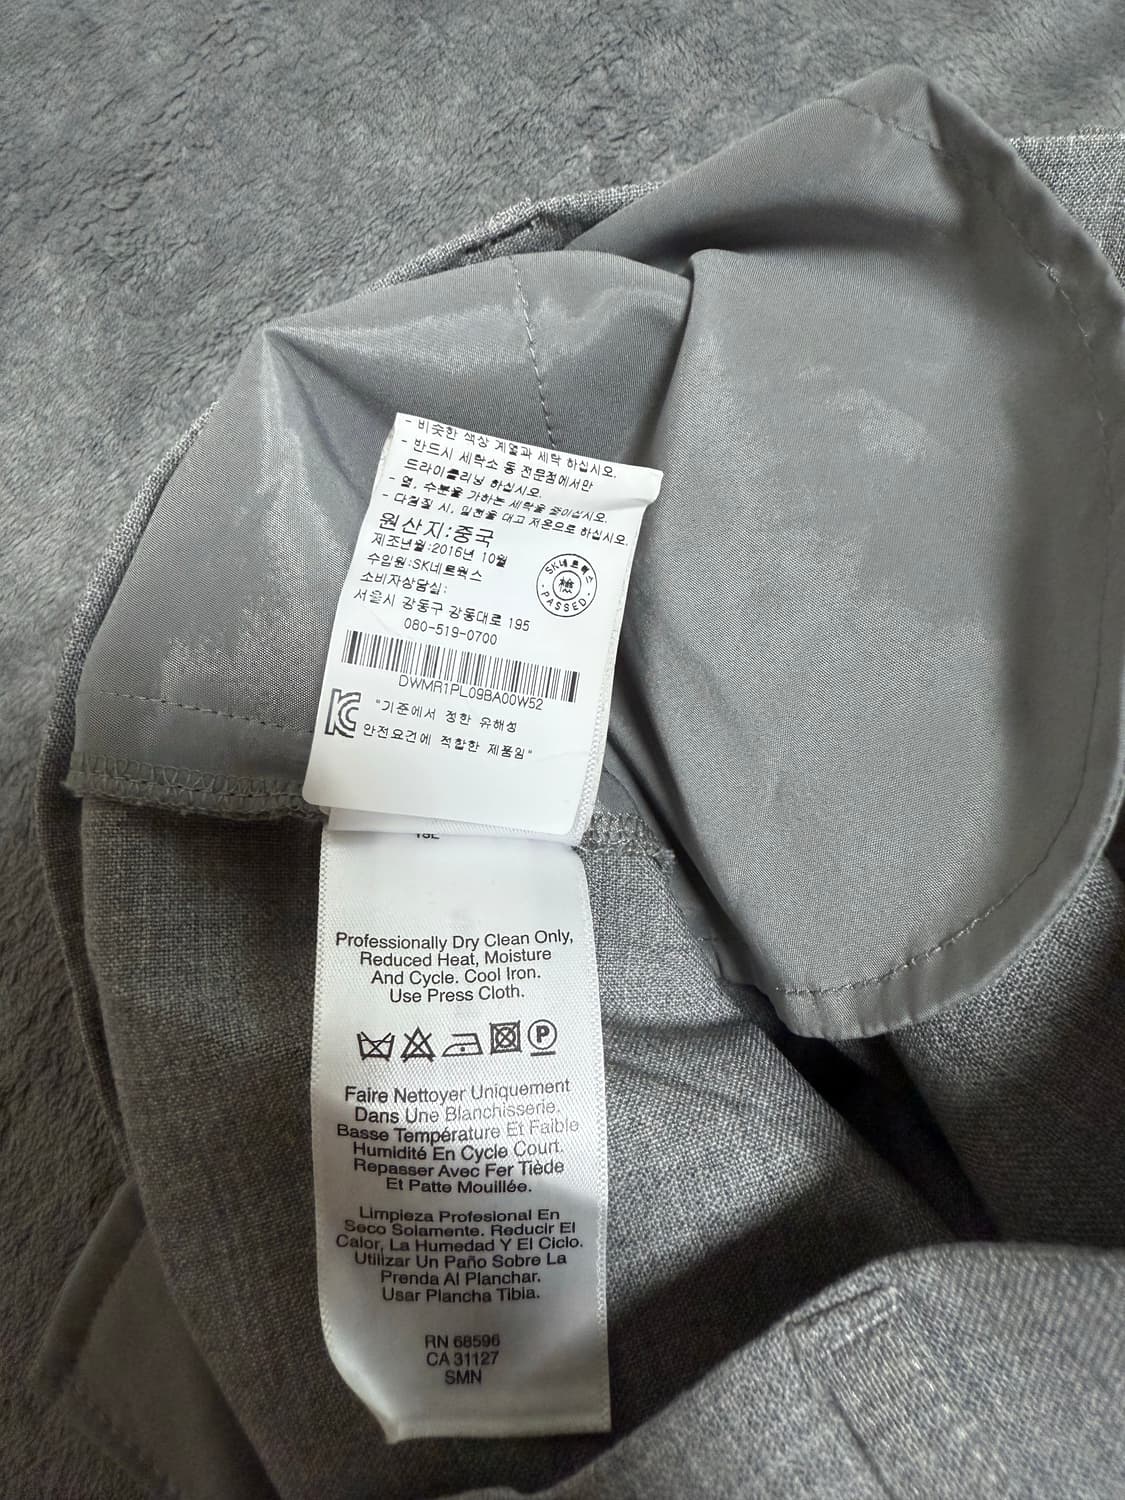 - 비슷한 색상 계열과 세탁 하십시오.
- 반드시 세탁소 등 전문점에서만
드라이클리닝 하십시오.
- 열, 수분을 가하는 세탁을 줄이십시오.
- 다림질 시, 밑천을 대고 저온으로 하십시오.
원산지:중국
제조년월:2016년 10월
수입원:SK네트웍스
소비자상담실:
서울시 강동구 강동대로 195
080-519-0700
SK네트웍스
PASSED
DWMR1PL09BA00W52
"기준에서 정한 유해성
안전요건에 적합한 제품임"
Professionally Dry Clean Only,
Reduced Heat, Moisture
And Cycle. Cool Iron.
Use Press Cloth.
P
Faire Nettoyer Uniquement
Dans Une Blanchisserie.
Basse Température Et Faible
Humidité En Cycle Court.
Repasser Avec Fer Tiède
Et Patte Mouillée.
Limpieza Profesional En
Seco Solamente. Reducir El
Calor, La Humedad Y El Ciclo.
Utilizar Un Paño Sobre La
Prenda Al Planchar.
Usar Plancha Tibia.
RN 68596
CA 31127
SMN